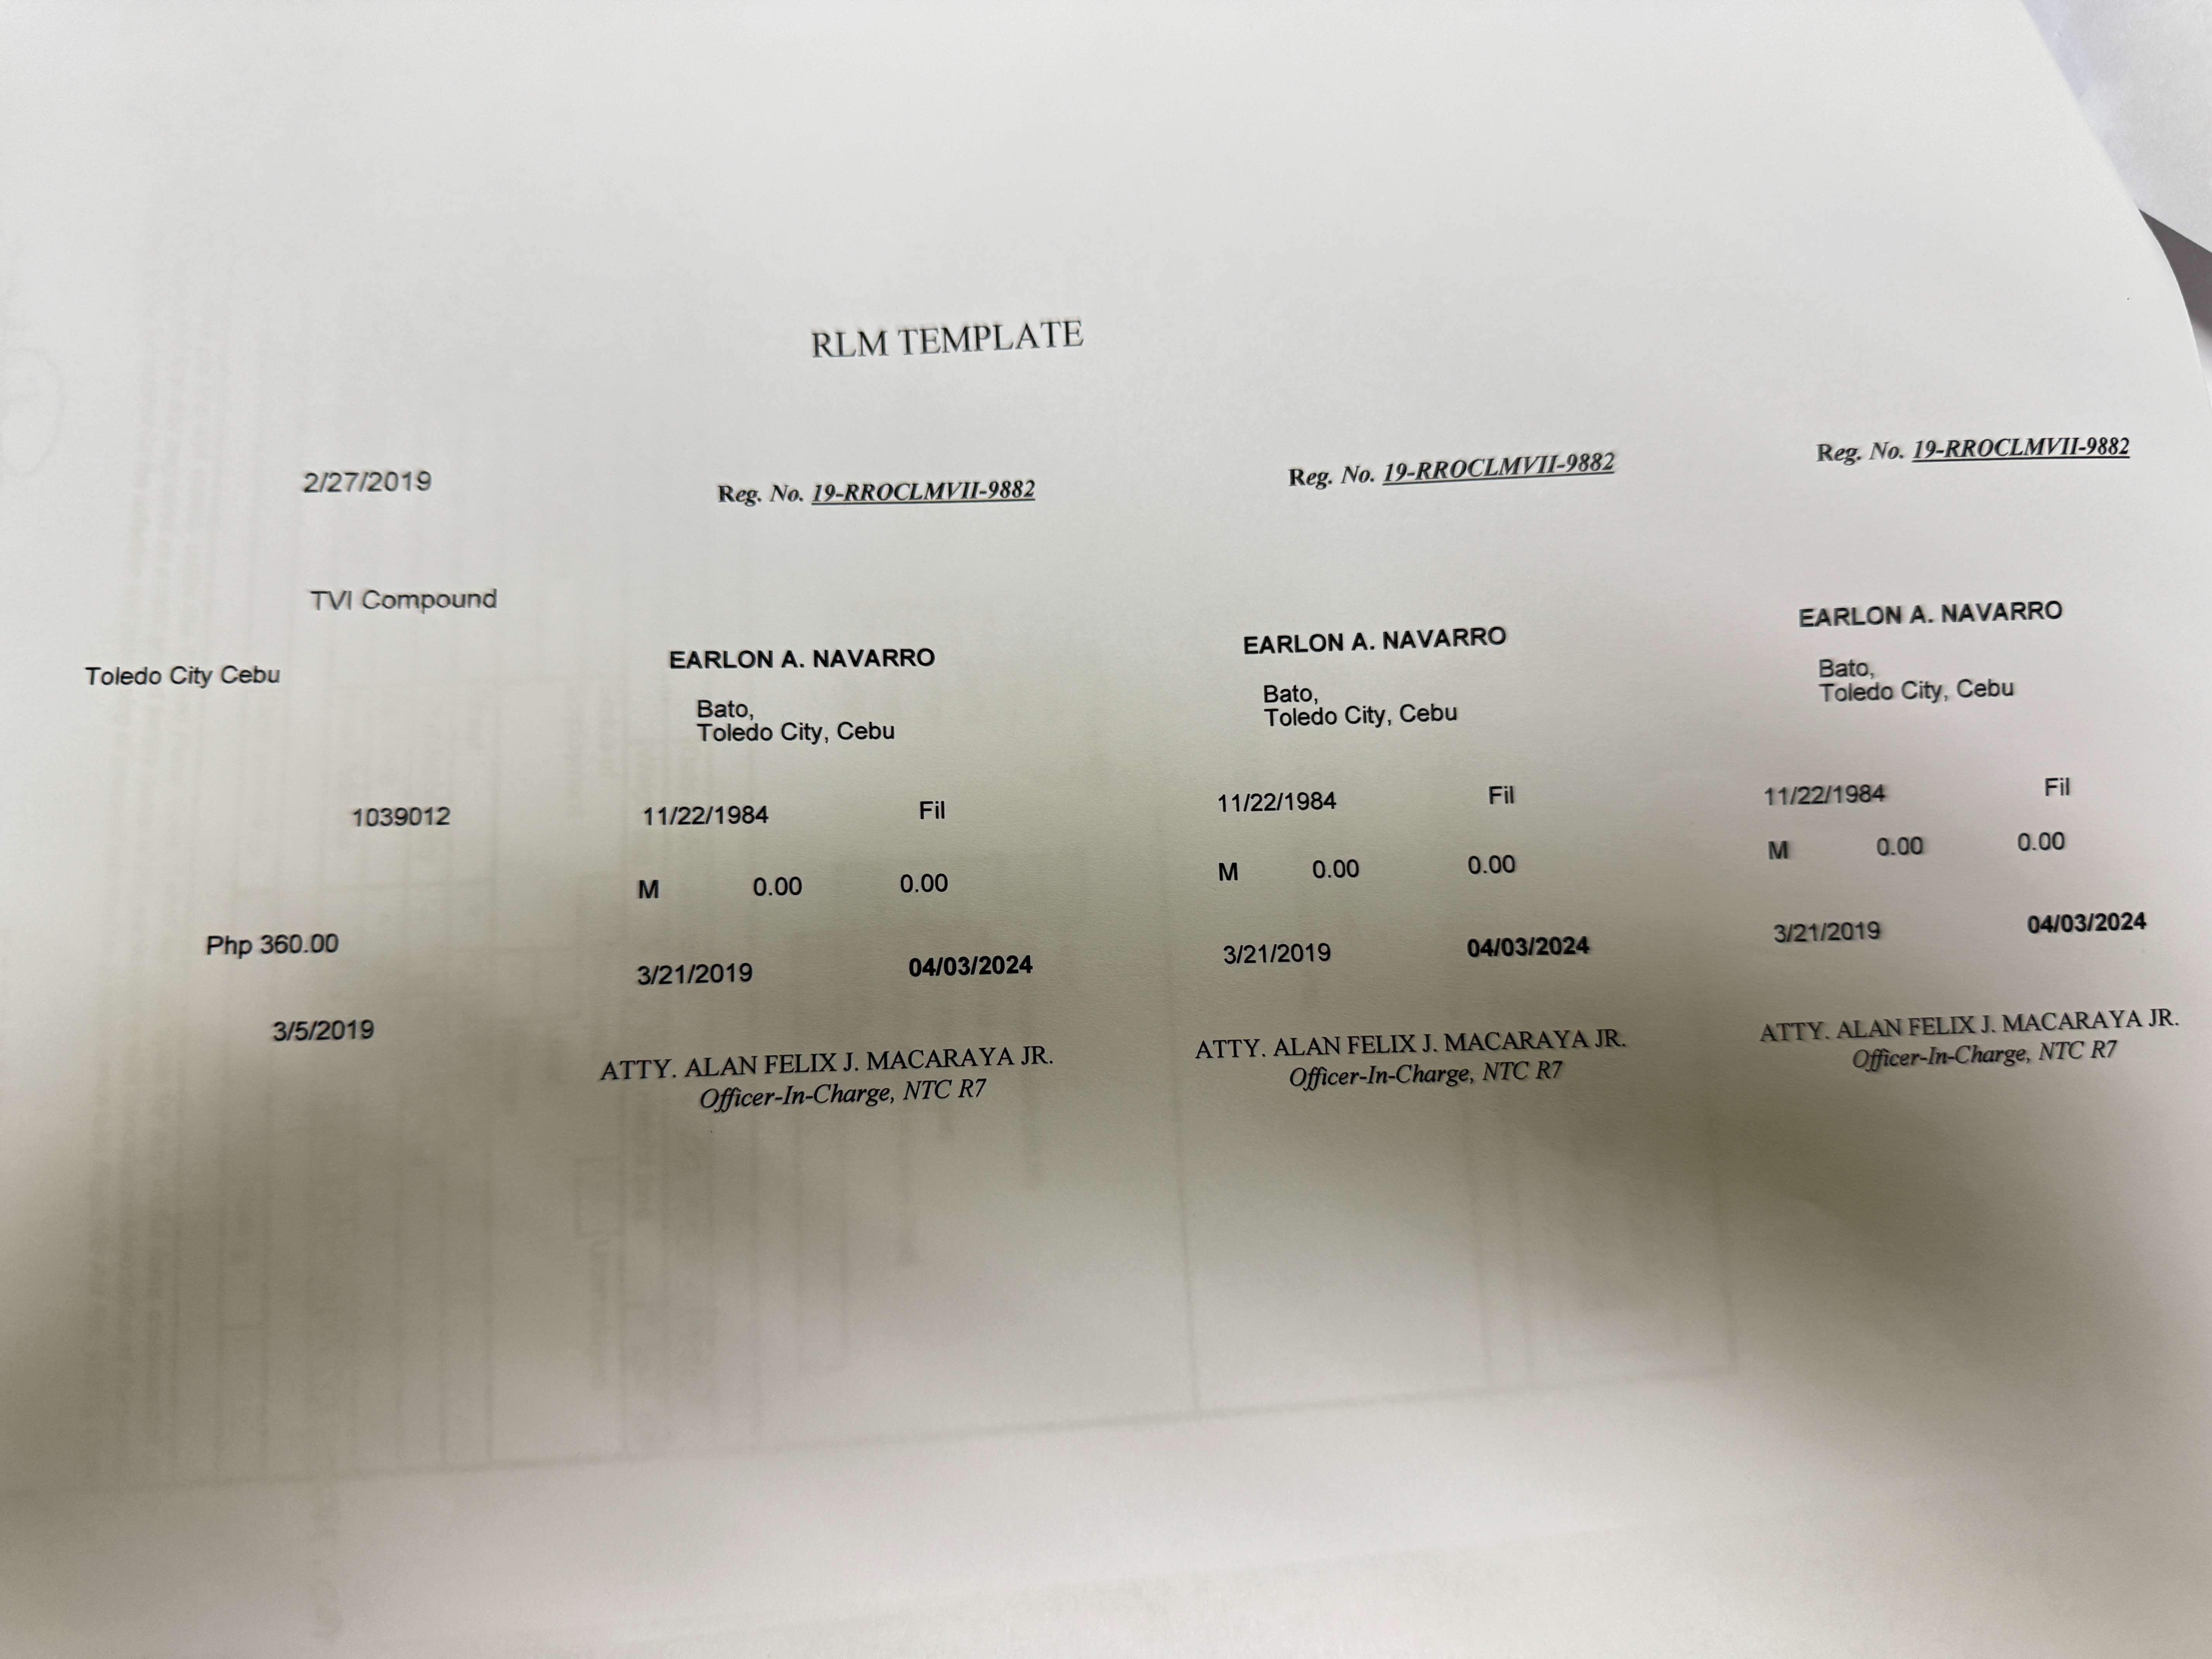 RLM TEMPLATE
2/27/2019
TVI Compound
Toledo City Cebu
1039012
Php 360.00
3/5/2019
Reg. No. 19-RROCLMVII-9882
EARLON A. NAVARRO
Bato,
Toledo City, Cebu
11/22/1984 Fil
M 0.00 0.00
3/21/2019 04/03/2024
ATTY. ALAN FELIX J. MACARAYA JR.
Officer-In-Charge, NTC R7
Reg. No. 19-RROCLMVII-9882
EARLON A. NAVARRO
Bato,
Toledo City, Cebu
11/22/1984 Fil
M 0.00 0.00
3/21/2019 04/03/2024
ATTY. ALAN FELIX J. MACARAYA JR.
Officer-In-Charge, NTC R7
Reg. No. 19-RROCLMVII-9882
EARLON A. NAVARRO
Bato,
Toledo City, Cebu
11/22/1984 Fil
M 0.00 0.00
3/21/2019 04/03/2024
ATTY. ALAN FELIX J. MACARAYA JR.
Officer-In-Charge, NTC R7